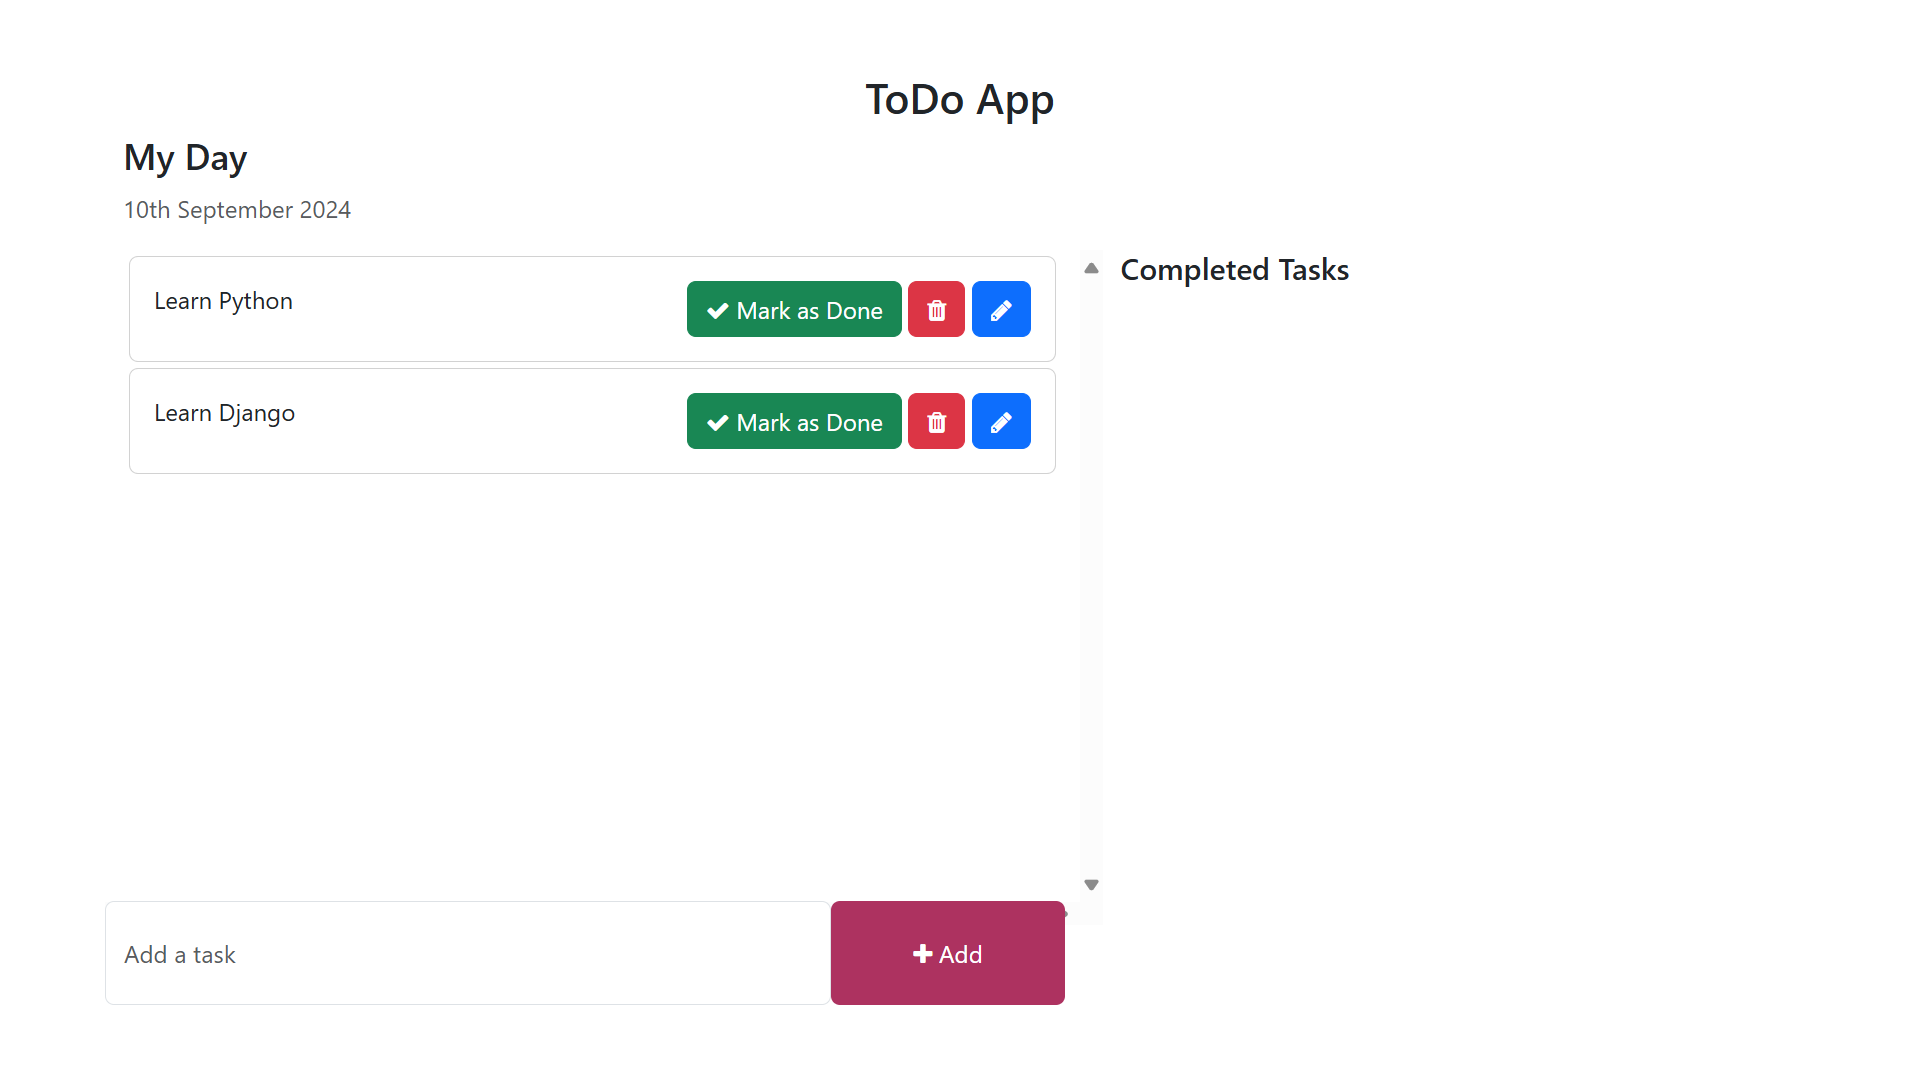 ToDo App
My Day
10th September 2024
Learn Python
Mark as Done
Learn Django
Mark as Done
Completed Tasks
Add a task
Add